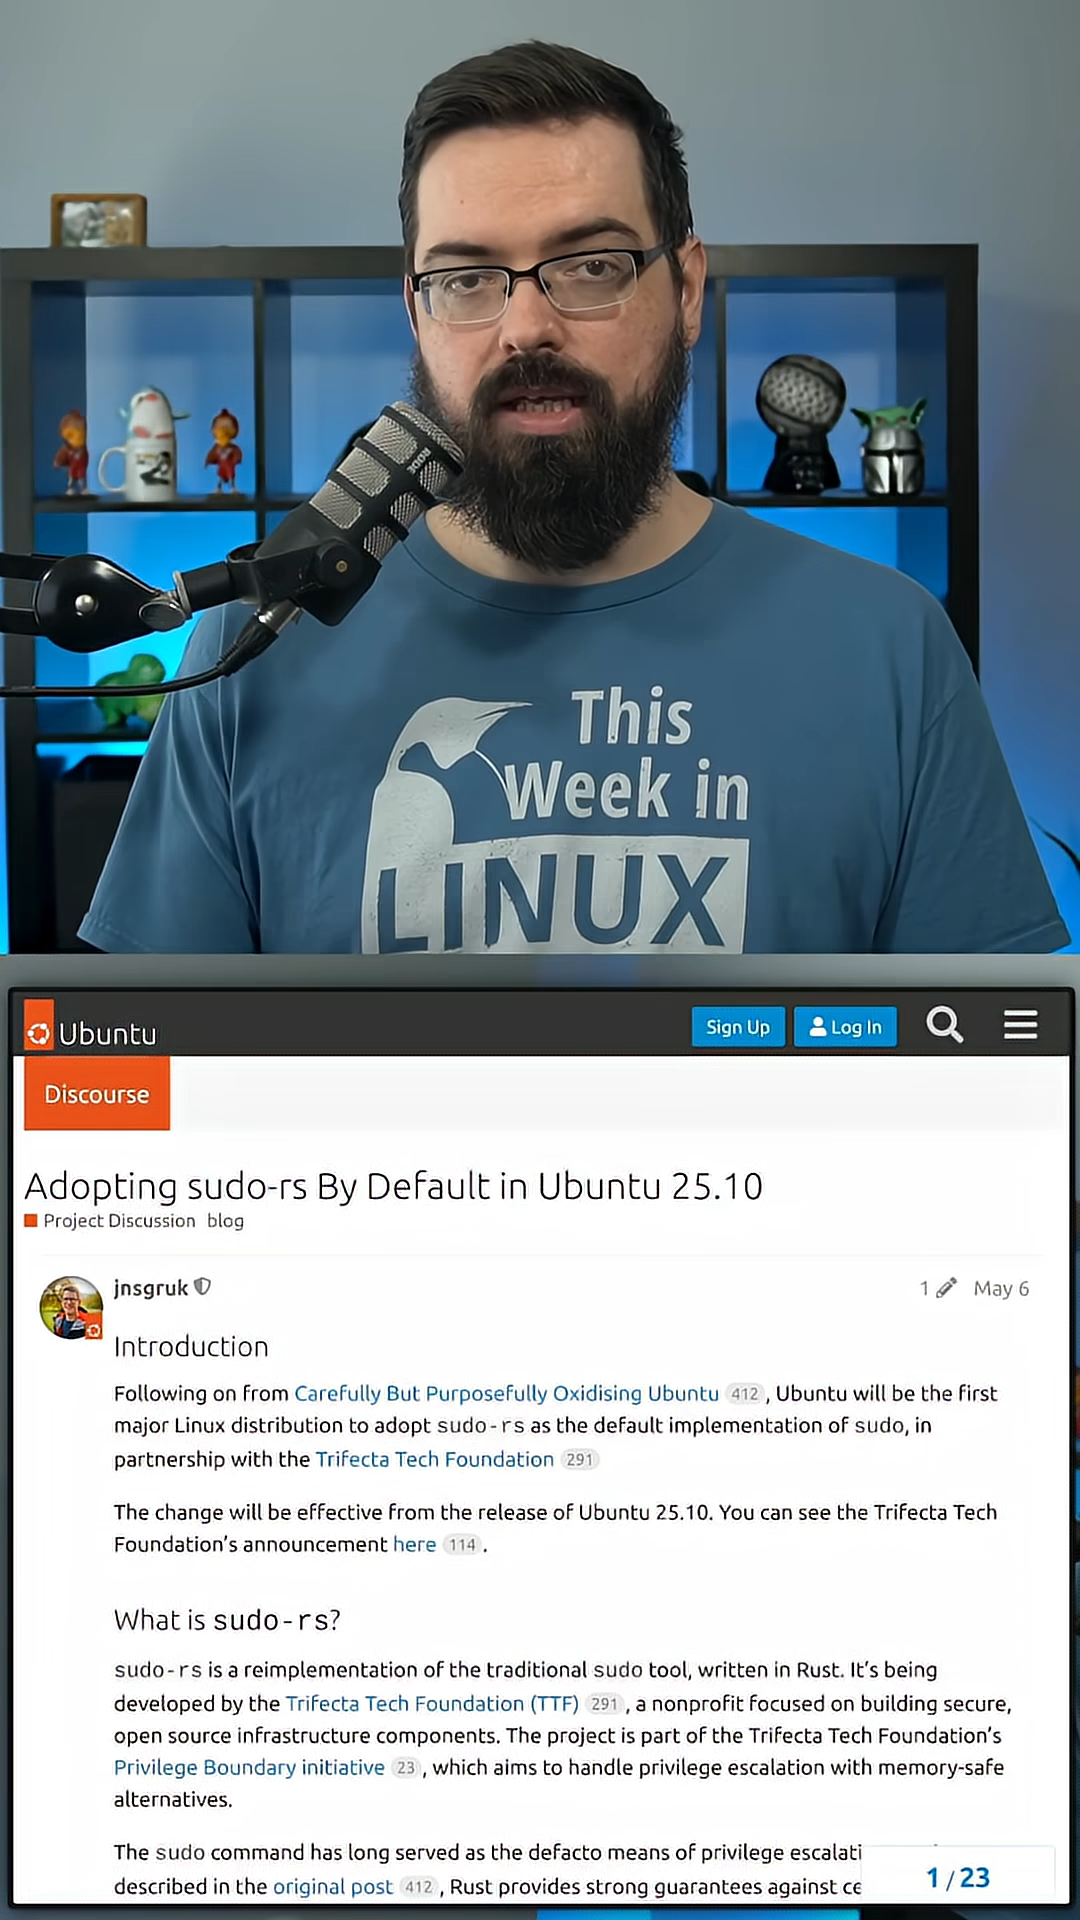 RODE
This
Week in
LINUX
Ubuntu
Sign Up
Log In
Discourse
Adopting sudo-rs By Default in Ubuntu 25.10
Project Discussion blog
jnsgruk
1
May 6
Introduction
Following on from Carefully But Purposefully Oxidising Ubuntu 412, Ubuntu will be the first
major Linux distribution to adopt sudo-rs as the default implementation of sudo, in
partnership with the Trifecta Tech Foundation 291
The change will be effective from the release of Ubuntu 25.10. You can see the Trifecta Tech
Foundation’s announcement here 114.
What is sudo-rs?
sudo-rs is a reimplementation of the traditional sudo tool, written in Rust. It’s being
developed by the Trifecta Tech Foundation (TTF) 291, a nonprofit focused on building secure,
open source infrastructure components. The project is part of the Trifecta Tech Foundation’s
Privilege Boundary initiative 23, which aims to handle privilege escalation with memory-safe
alternatives.
The sudo command has long served as the defacto means of privilege escalati
described in the original post 412, Rust provides strong guarantees against ce
1 / 23